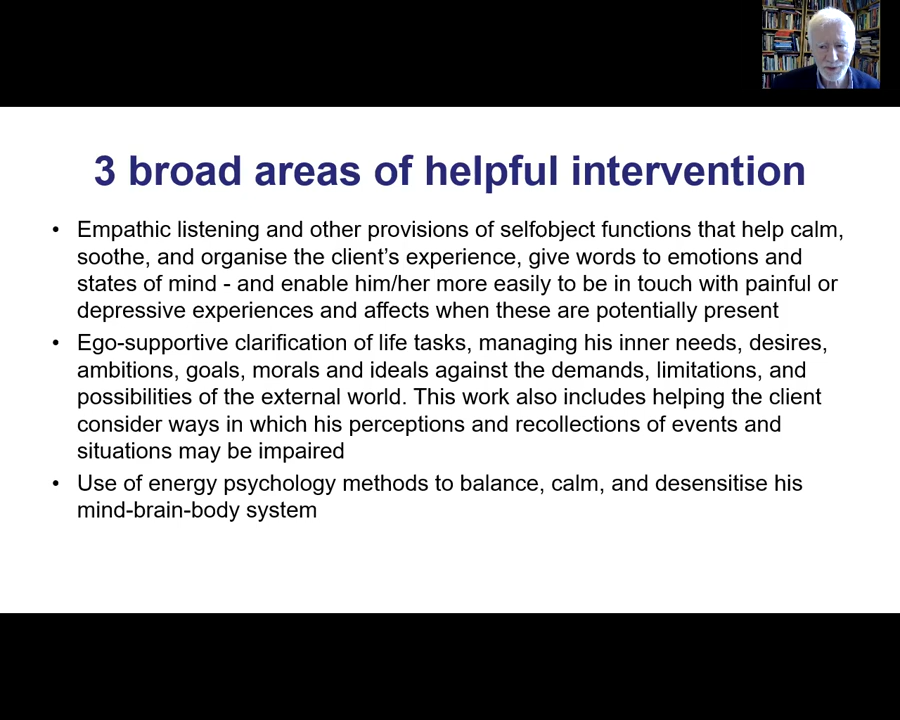 3 broad areas of helpful intervention
• Empathic listening and other provisions of selfobject functions that help calm,
soothe, and organise the client’s experience, give words to emotions and
states of mind - and enable him/her more easily to be in touch with painful or
depressive experiences and affects when these are potentially present
• Ego-supportive clarification of life tasks, managing his inner needs, desires,
ambitions, goals, morals and ideals against the demands, limitations, and
possibilities of the external world. This work also includes helping the client
consider ways in which his perceptions and recollections of events and
situations may be impaired
• Use of energy psychology methods to balance, calm, and desensitise his
mind-brain-body system